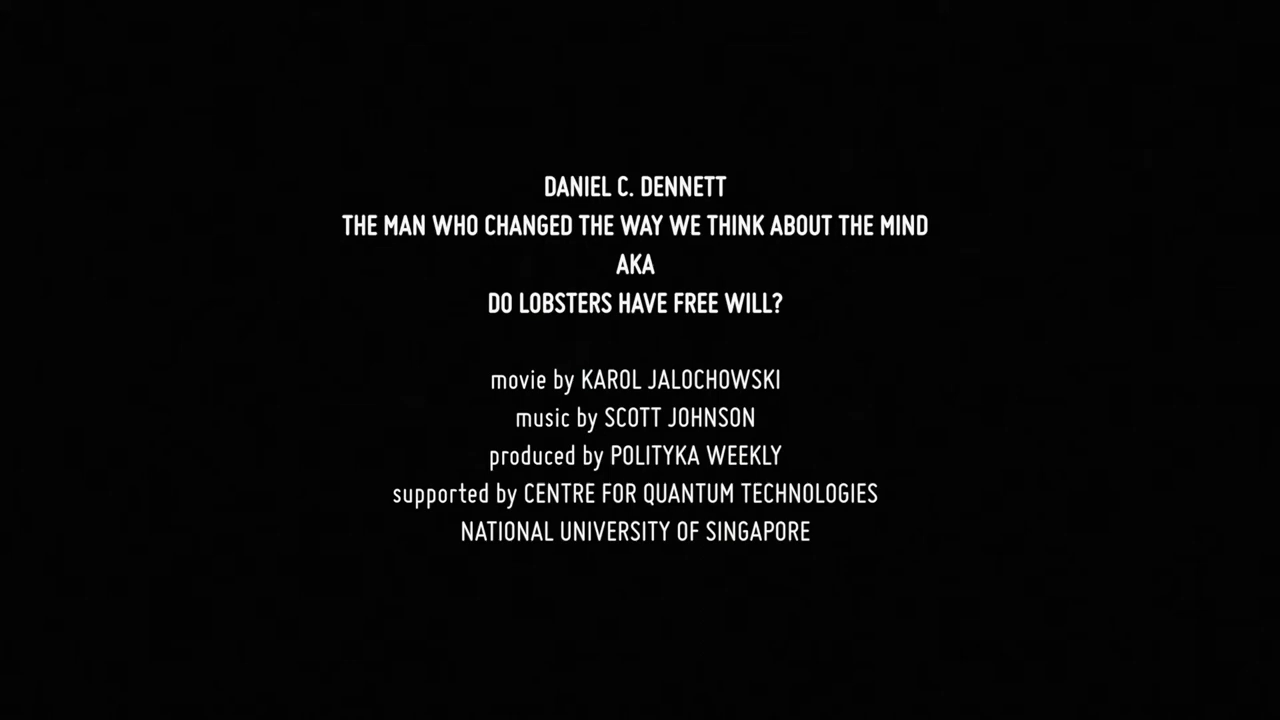 DANIEL C. DENNETT
THE MAN WHO CHANGED THE WAY WE THINK ABOUT THE MIND
AKA
DO LOBSTERS HAVE FREE WILL?
movie by KAROL JALOCHOWSKI
music by SCOTT JOHNSON
produced by POLITYKA WEEKLY
supported by CENTRE FOR QUANTUM TECHNOLOGIES
NATIONAL UNIVERSITY OF SINGAPORE